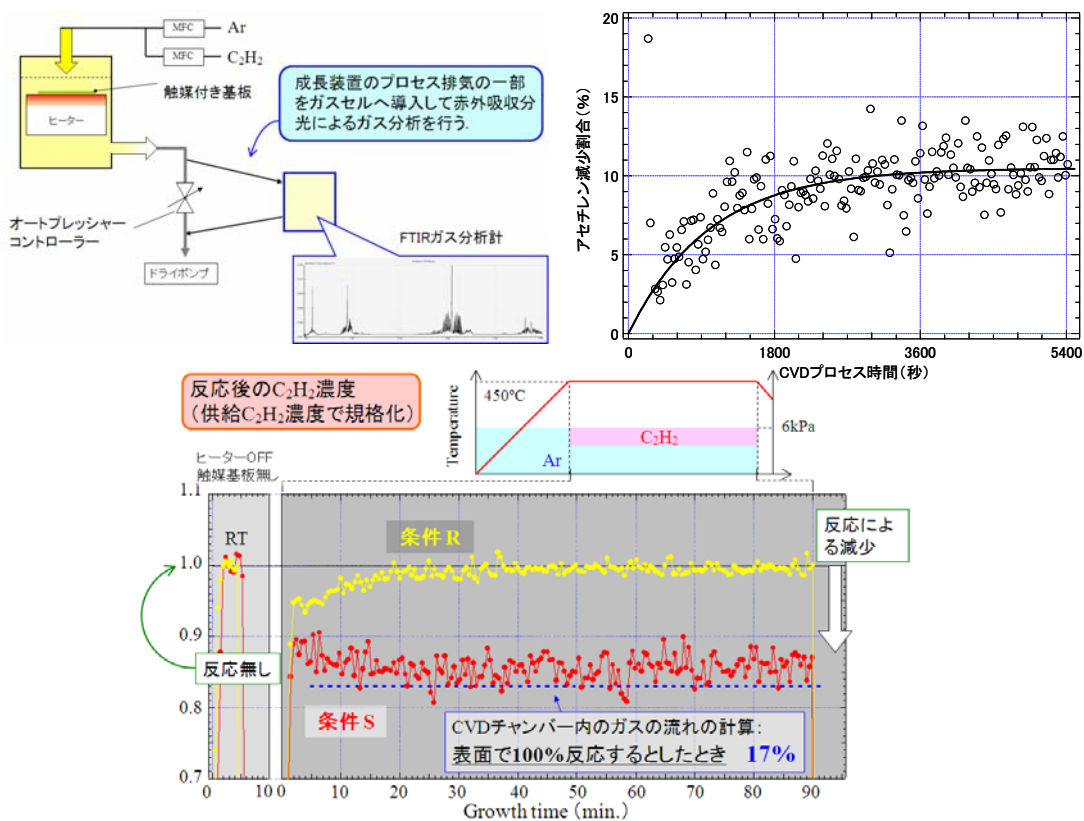 MFC
Ar
MFC
C₂H₂
触媒付き基板
ヒーター
成長装置のプロセス排気の一部
をガスセルへ導入して赤外吸収分
光によるガス分析を行う.
オートプレッシャー
コントローラー
ドライポンプ
FTIRガス分析計
アセチレン減少割合(%)
20
15
10
5
0
0
1800
3600
5400
CVDプロセス時間(秒)
反応後のC₂H₂濃度
(供給C₂H₂濃度で規格化)
Temperature
450℃
C₂H₂
Ar
6kPa
ヒーターOFF
触媒基板無し
1.1
1.0
0.9
0.8
0.7
RT
条件R
反応によ
る減少
反応無し
条件S
CVDチャンバー内のガスの流れの計算:
表面で100%反応するとしたとき 17%
0
10
0
10
20
30
40
50
60
70
80
90
Growth time (min.)